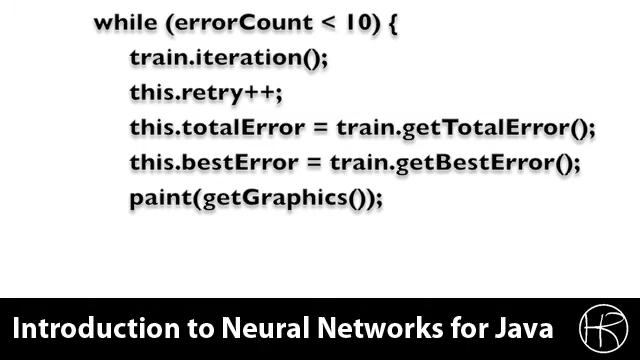 while (errorCount < 10) {
train.iteration();
this.retry++;
this.totalError = train.getTotalError();
this.bestError = train.getBestError();
paint(getGraphics());
Introduction to Neural Networks for Java
HR